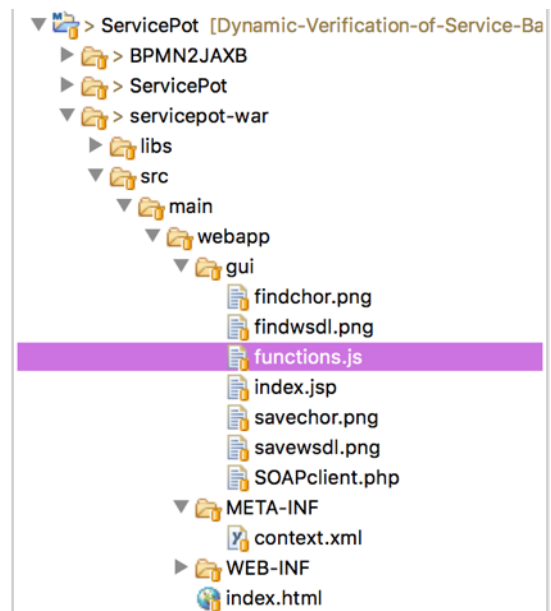 > ServicePot [Dynamic-Verification-of-Service-Ba
> BPMN2JAXB
> ServicePot
> servicepot-war
libs
src
main
webapp
gui
findchor.png
findwsdl.png
functions.js
index.jsp
savechor.png
savewsdl.png
SOAPclient.php
META-INF
context.xml
WEB-INF
index.html